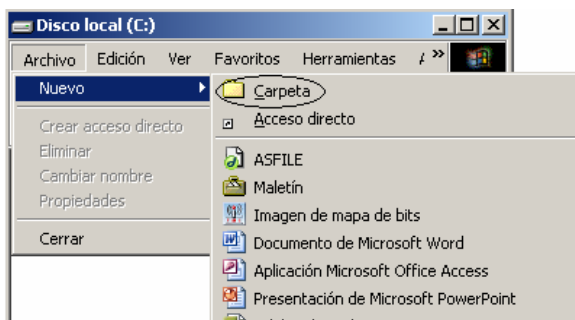 Disco local (C:)
Archivo Edición Ver Favoritos Herramientas »
Nuevo
Carpeta
Acceso directo
Crear acceso directo
Eliminar
Cambiar nombre
Propiedades
Cerrar
ASFILE
Maletín
Imagen de mapa de bits
Documento de Microsoft Word
Aplicación Microsoft Office Access
Presentación de Microsoft PowerPoint